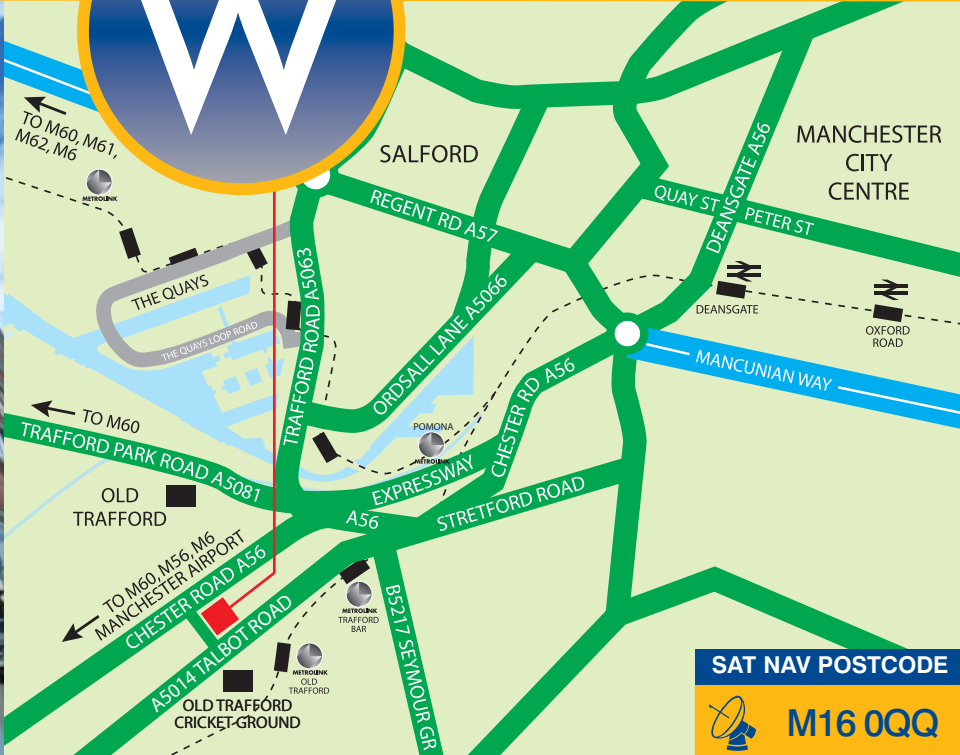 W
TO M60, M61,
M62, M6
METROLINK
SALFORD
MANCHESTER
CITY
CENTRE
DEANSGATE A56
QUAY ST
PETER ST
REGENT RD A57
THE QUAYS
THE QUAYS LOOP ROAD
TRAFFORD ROAD A5063
ORDSALL LANE A5066
DEANSGATE
OXFORD
ROAD
MANCUNIAN WAY
CHESTER RD A56
TO M60
TRAFFORD PARK ROAD A5081
POMONA
METROLINK
EXPRESSWAY
OLD
TRAFFORD
A56
STRETFORD ROAD
TO M60, M56, M6
MANCHESTER AIRPORT
CHESTER ROAD A56
A5014 TALBOT ROAD
METROLINK
TRAFFORD
BAR
B5217 SEYMOUR GR
METROLINK
OLD
TRAFFORD
OLD TRAFFORD
CRICKET GROUND
SAT NAV POSTCODE
M16 0QQ